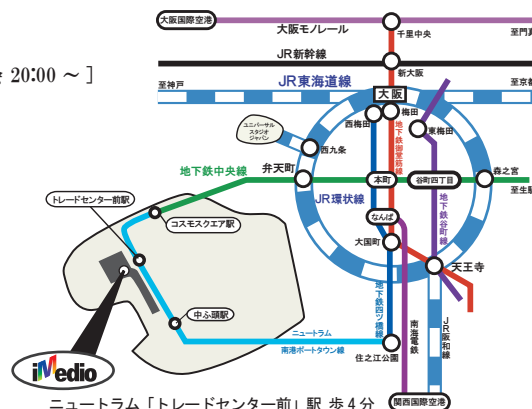 大阪国際空港
大阪モノレール
千里中央
至門真
20:00 ～ ]
JR新幹線
新大阪
至神戸
JR東海道線
大 阪
至京都
西梅田
梅田
東梅田
ユニバーサル
スタジオ
ジャパン
西九条
地下鉄御堂筋線
地下鉄中央線
弁天町
本町
谷町四丁目
森之宮
至生駒
トレードセンター前駅
コスモスクエア駅
JR環状線
なんば
地下鉄谷町線
大国町
天王寺
中ふ頭駅
地下鉄四ツ橋線
南海電鉄
JR阪和線
ニュートラム
南港ポートタウン線
住之江公園
iMedio
関西国際空港
ニュートラム「トレードセンター前」駅 歩4分